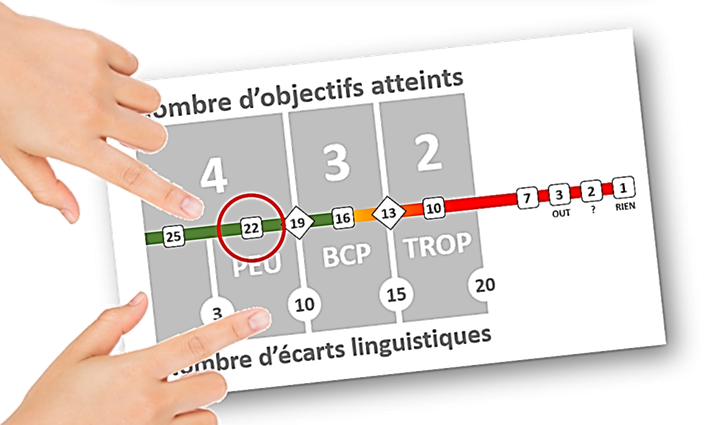 ombre d'objectifs atteints
4 3 2
25 22 19 16 13 10 7 3 2 1
OUT ? RIEN
PEU BCP TROP
3 10 15 20
ombre d'écarts linguistiques